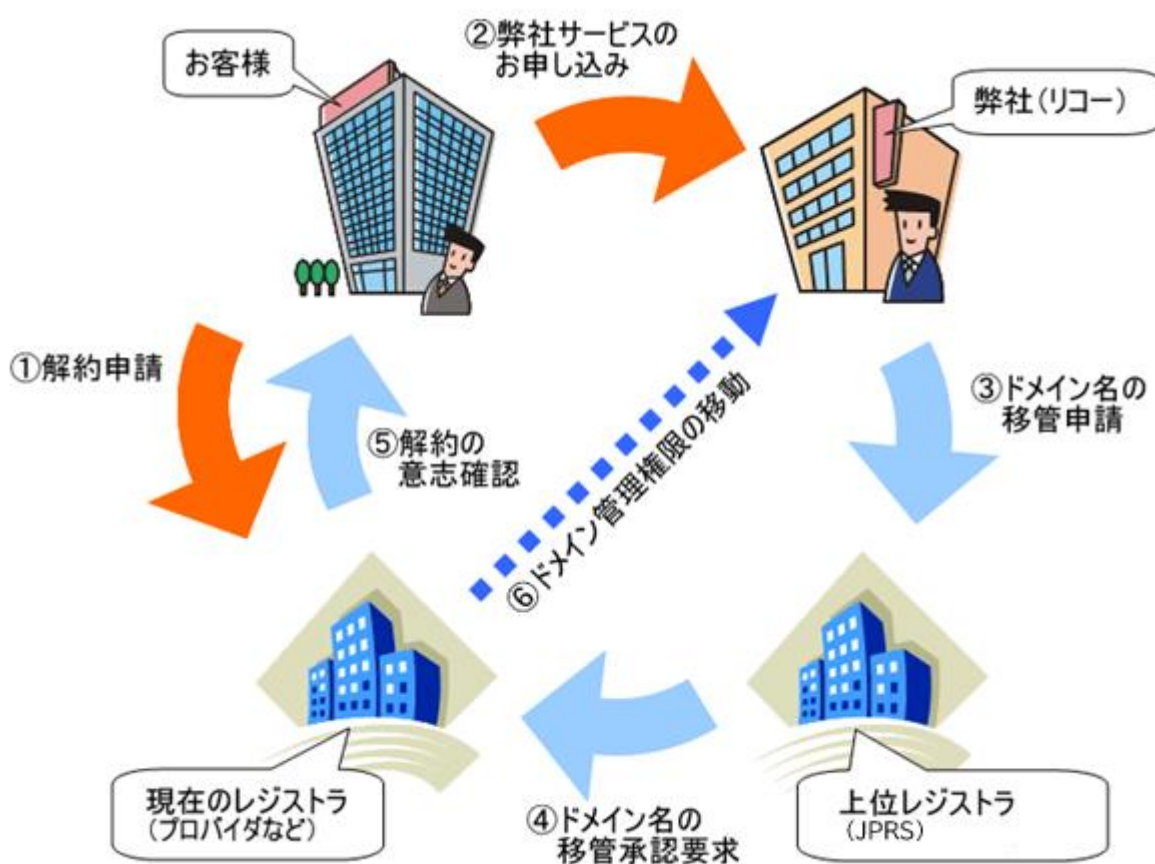 ②弊社サービスの
お申し込み
お客様
弊社(リコー)
①解約申請
③ドメイン名の
移管申請
⑤解約の
意志確認
⑥ドメイン管理権限の移動
現在のレジストラ
(プロバイダなど)
④ドメイン名の
移管承認要求
上位レジストラ
(JPRS)